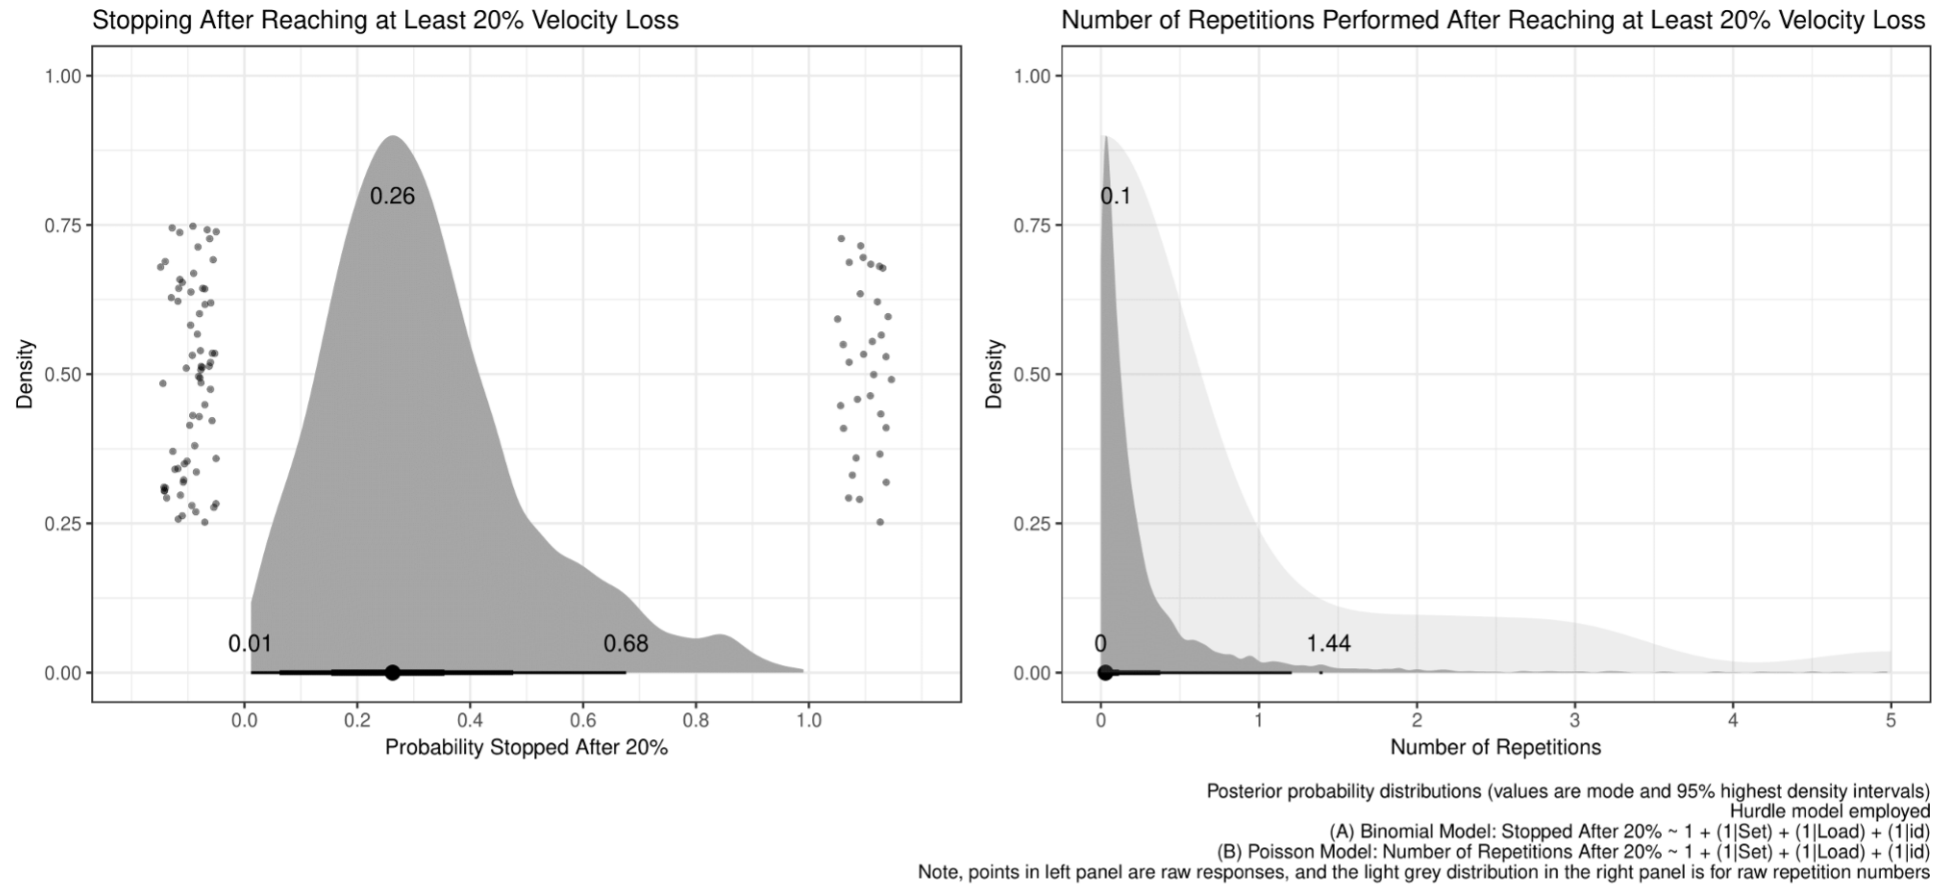 Stopping After Reaching at Least 20% Velocity Loss
1.00
0.75
0.50
0.25
0.00
Density
0.26
0.01
0.68
0.0
0.2
0.4
0.6
0.8
1.0
Probability Stopped After 20%
Number of Repetitions Performed After Reaching at Least 20% Velocity Loss
1.00
0.75
0.50
0.25
0.00
Density
0.1
0
1.44
0
1
2
3
4
5
Number of Repetitions
Posterior probability distributions (values are mode and 95% highest density intervals)
Hurdle model employed
(A) Binomial Model: Stopped After 20% ~ 1 + (1|Set) + (1|Load) + (1|id)
(B) Poisson Model: Number of Repetitions After 20% ~ 1 + (1|Set) + (1|Load) + (1|id)
Note, points in left panel are raw responses, and the light grey distribution in the right panel is for raw repetition numbers